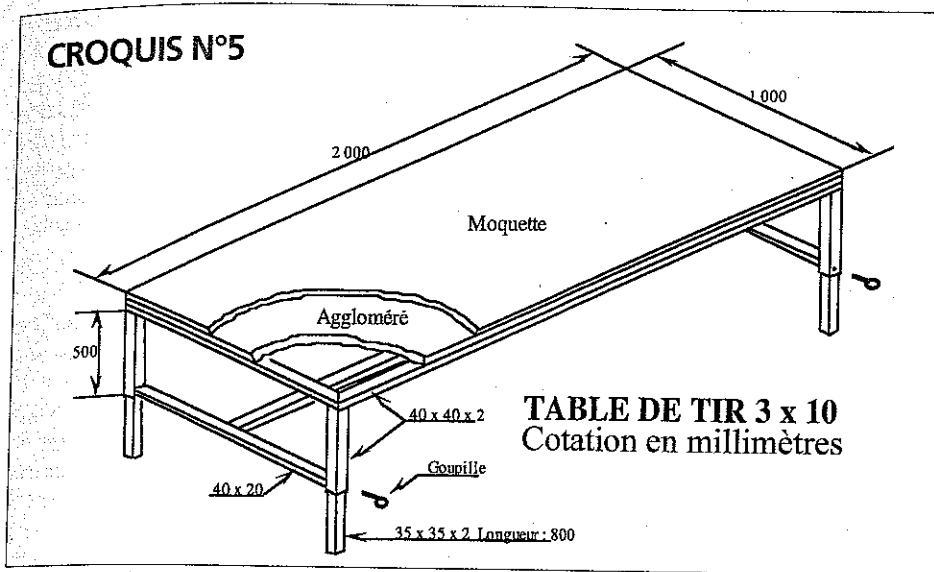 CROQUIS N°5
1 000
2 000
Moquette
Aggloméré
500
40 x 40 x 2
TABLE DE TIR 3 x 10
Cotation en millimètres
Goupille
40 x 20
35 x 35 x 2 Longueur : 800